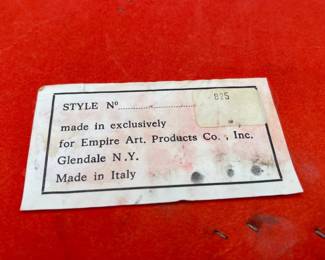 STYLE Nº
825
made in exclusively
for Empire Art. Products Co., Inc.
Glendale N.Y.
Made in Italy